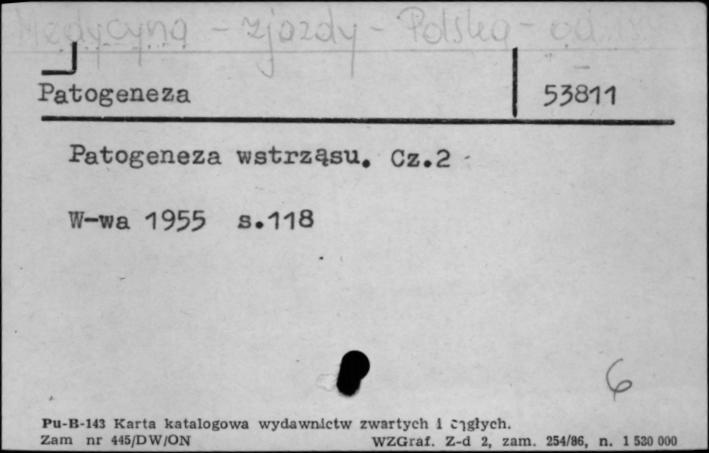 Medycyna - zjazdy - Polska - od
Patogeneza 53811
Patogeneza wstrząsu. Cz.2
W-wa 1955 s.118
6
Pu-B-143 Karta katalogowa wydawnictw zwartych i ciągłych.
Zam nr 445/DW/ON WZGraf. Z-d 2, zam. 254/86, n. 1 530 000